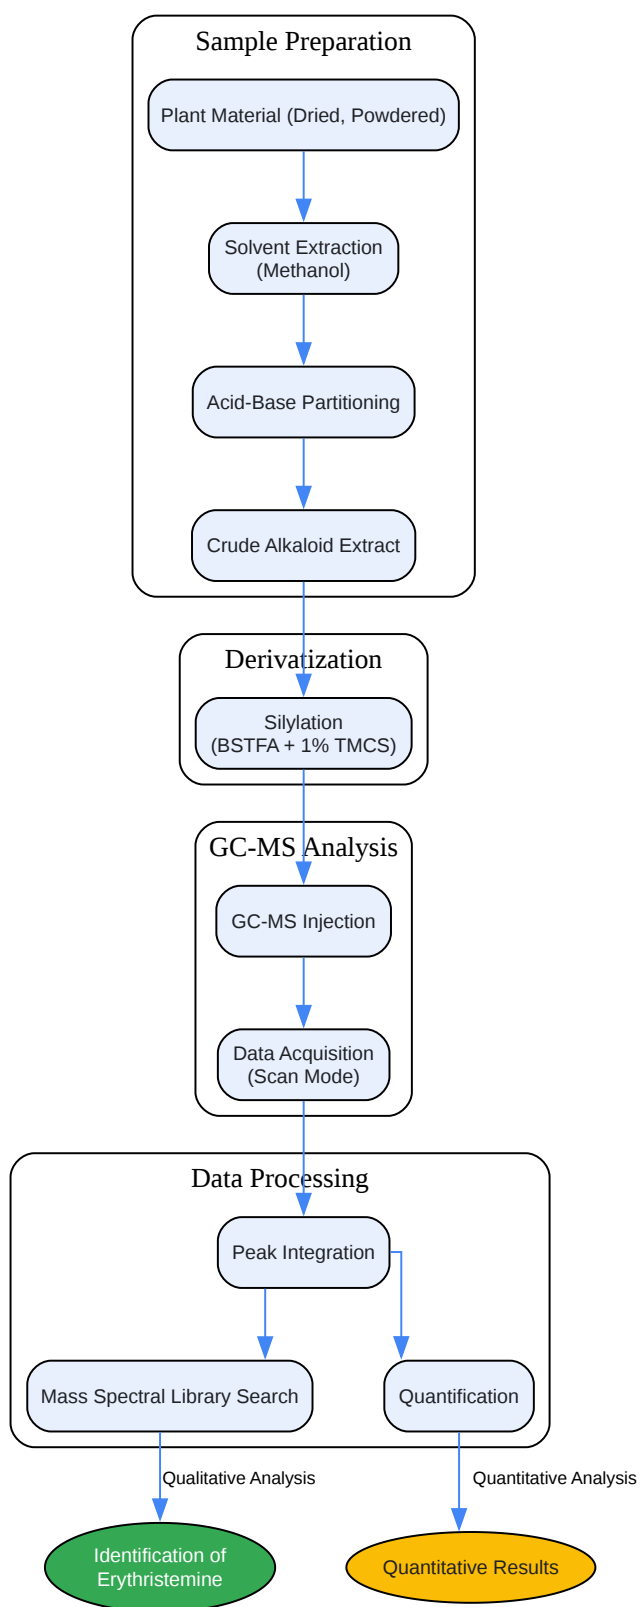 Sample Preparation
Plant Material (Dried, Powdered)
Solvent Extraction
(Methanol)
Acid-Base Partitioning
Crude Alkaloid Extract
Derivatization
Silylation
(BSTFA + 1% TMCS)
GC-MS Analysis
GC-MS Injection
Data Acquisition
(Scan Mode)
Data Processing
Peak Integration
Mass Spectral Library Search
Quantification
Qualitative Analysis
Quantitative Analysis
Identification of
Erythristemine
Quantitative Results